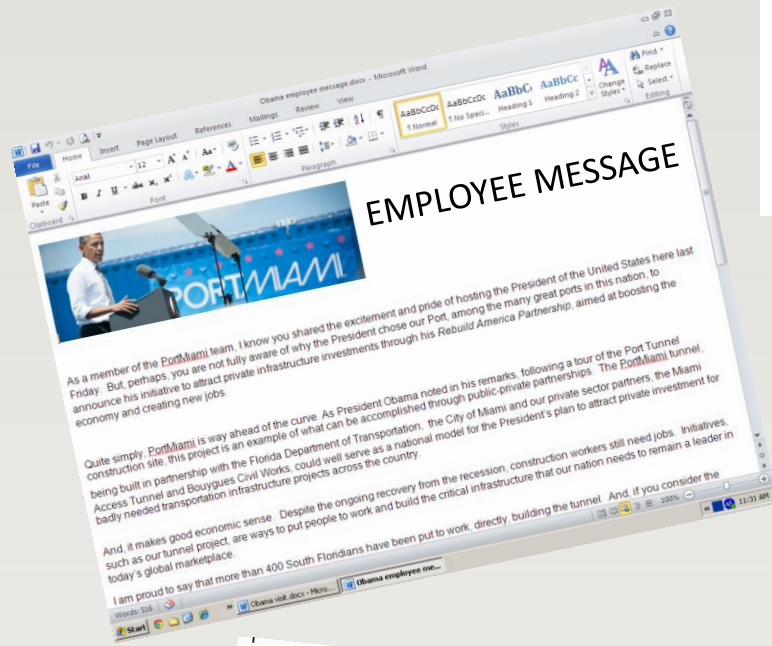 Obama employee message.docx - Microsoft Word
File
Home
Insert
Page Layout
References
Mailings
Review
View
Paste
Clipboard
Arial
12
Font
Paragraph
AaBbCcDc
¶ Normal
AaBbCcDc
¶ No Spaci...
AaBbC
Heading 1
AaBbCc
Heading 2
Styles
Change
Styles
Find
Replace
Select
Editing
PORTMIAMI
EMPLOYEE MESSAGE
As a member of the PortMiami team, I know you shared the excitement and pride of hosting the President of the United States here last
Friday. But, perhaps, you are not fully aware of why the President chose our Port, among the many great ports in this nation, to
announce his initiative to attract private infrastructure investments through his Rebuild America Partnership, aimed at boosting the
economy and creating new jobs.
Quite simply, PortMiami is way ahead of the curve. As President Obama noted in his remarks, following a tour of the Port Tunnel
construction site, this project is an example of what can be accomplished through public-private partnerships. The PortMiami tunnel,
being built in partnership with the Florida Department of Transportation, the City of Miami and our private sector partners, the Miami
Access Tunnel and Bouygues Civil Works, could well serve as a national model for the President's plan to attract private investment for
badly needed transportation infrastructure projects across the country.
And, it makes good economic sense. Despite the ongoing recovery from the recession, construction workers still need jobs. Initiatives,
such as our tunnel project, are ways to put people to work and build the critical infrastructure that our nation needs to remain a leader in
today's global marketplace.
I am proud to say that more than 400 South Floridians have been put to work, directly, building the tunnel. And, if you consider the
Words: 516
100%
Start
Obama visit.docx - Micro...
Obama employee me...
11:31 AM